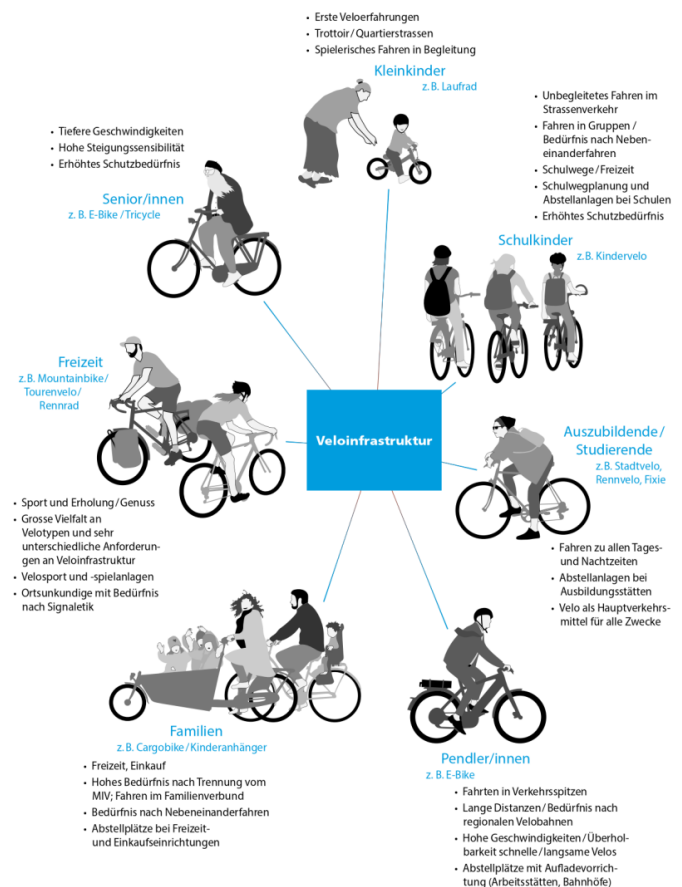 • Erste Veloerfahrungen
• Trottoir / Quartierstrassen
• Spielerisches Fahren in Begleitung
Kleinkinder
z. B. Laufrad
• Unbegleitetes Fahren im
Strassenverkehr
• Fahren in Gruppen /
Bedürfnis nach Neben-
einanderfahren
• Schulwege / Freizeit
• Schulwegplanung und
Abstellanlagen bei Schulen
• Erhöhtes Schutzbedürfnis
Schulkinder
z. B. Kindervelo
• Tiefere Geschwindigkeiten
• Hohe Steigungssensibilität
• Erhöhtes Schutzbedürfnis
Senior/innen
z. B. E-Bike / Tricycle
Freizeit
z. B. Mountainbike /
Tourenvelo /
Rennrad
Veloinfrastruktur
Auszubildende /
Studierende
z. B. Stadtvelo,
Rennvelo, Fixie
• Sport und Erholung / Genuss
• Grosse Vielfalt an
Velotypen und sehr
unterschiedliche Anforderun-
gen an Veloinfrastruktur
• Velosport und -spielanlagen
• Ortsunkundige mit Bedürfnis
nach Signaletik
• Fahren zu allen Tages-
und Nachtzeiten
• Abstellanlagen bei
Ausbildungsstätten
• Velo als Hauptverkehrs-
mittel für alle Zwecke
Familien
z. B. Cargobike / Kinderanhänger
• Freizeit, Einkauf
• Hohes Bedürfnis nach Trennung vom
MIV; Fahren im Familienverbund
• Bedürfnis nach Nebeneinanderfahren
• Abstellplätze bei Freizeit-
und Einkaufseinrichtungen
Pendler/innen
z. B. E-Bike
• Fahrten in Verkehrsspitzen
• Lange Distanzen / Bedürfnis nach
regionalen Velobahnen
• Hohe Geschwindigkeiten / Überhol-
barkeit schnelle / langsame Velos
• Abstellplätze mit Aufladevorrich-
tung (Arbeitsstätten, Bahnhöfe)